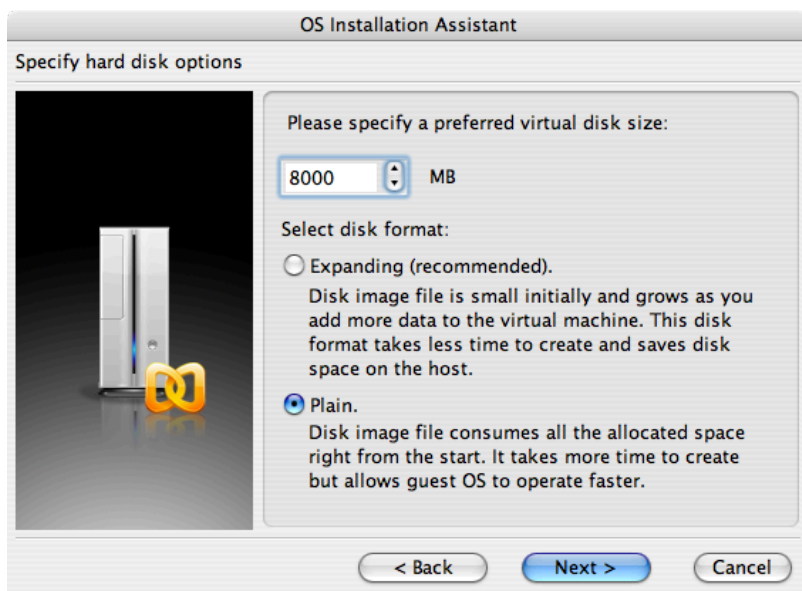 OS Installation Assistant
Specify hard disk options
Please specify a preferred virtual disk size:
8000 MB
Select disk format:
Expanding (recommended).
Disk image file is small initially and grows as you
add more data to the virtual machine. This disk
format takes less time to create and saves disk
space on the host.
Plain.
Disk image file consumes all the allocated space
right from the start. It takes more time to create
but allows guest OS to operate faster.
< Back Next > Cancel